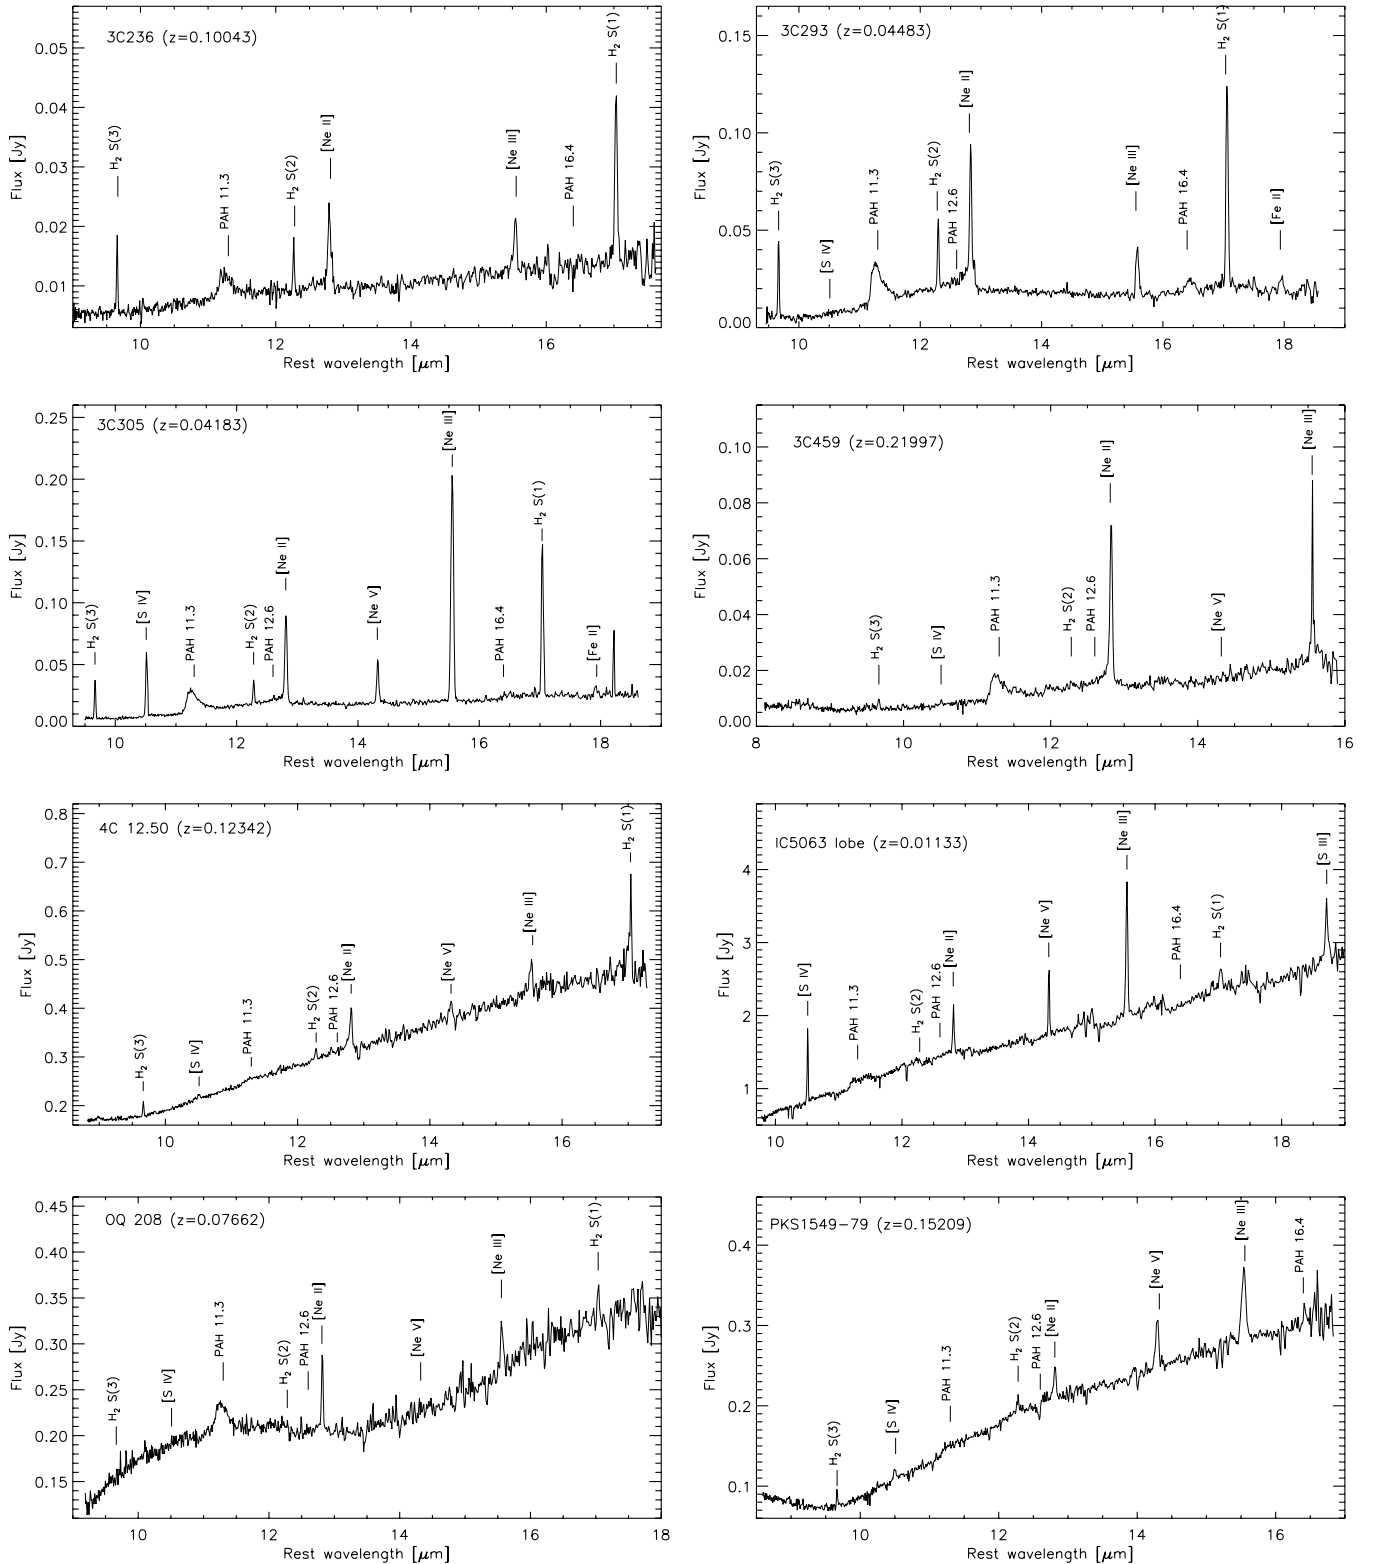 3C236 (z=0.10043)
H2 S(3)
PAH 11.3
H2 S(2)
[Ne II]
[Ne III]
PAH 16.4
H2 S(1)
Flux [Jy]
0.05
0.04
0.03
0.02
0.01
10 12 14 16
Rest wavelength [μm]
3C293 (z=0.04483)
H2 S(3)
[S IV]
PAH 11.3
H2 S(2)
PAH 12.6
[Ne II]
[Ne III]
PAH 16.4
H2 S(1)
[Fe II]
Flux [Jy]
0.15
0.10
0.05
0.00
10 12 14 16 18
Rest wavelength [μm]
3C305 (z=0.04183)
H2 S(3)
[S IV]
PAH 11.3
H2 S(2)
PAH 12.6
[Ne II]
[Ne V]
[Ne III]
PAH 16.4
H2 S(1)
[Fe II]
Flux [Jy]
0.25
0.20
0.15
0.10
0.05
0.00
10 12 14 16 18
Rest wavelength [μm]
3C459 (z=0.21997)
H2 S(3)
[S IV]
PAH 11.3
H2 S(2)
PAH 12.6
[Ne II]
[Ne V]
[Ne III]
Flux [Jy]
0.10
0.08
0.06
0.04
0.02
0.00
8 10 12 14 16
Rest wavelength [μm]
4C 12.50 (z=0.12342)
H2 S(3)
[S IV]
PAH 11.3
H2 S(2)
PAH 12.6
[Ne II]
[Ne V]
[Ne III]
H2 S(1)
Flux [Jy]
0.8
0.7
0.6
0.5
0.4
0.3
0.2
10 12 14 16
Rest wavelength [μm]
IC5063 lobe (z=0.01133)
[S IV]
PAH 11.3
H2 S(2)
PAH 12.6
[Ne II]
[Ne V]
[Ne III]
PAH 16.4
H2 S(1)
[S III]
Flux [Jy]
4
3
2
1
10 12 14 16 18
Rest wavelength [μm]
OQ 208 (z=0.07662)
H2 S(3)
[S IV]
PAH 11.3
H2 S(2)
PAH 12.6
[Ne II]
[Ne V]
[Ne III]
H2 S(1)
Flux [Jy]
0.45
0.40
0.35
0.30
0.25
0.20
0.15
10 12 14 16 18
Rest wavelength [μm]
PKS1549-79 (z=0.15209)
H2 S(3)
[S IV]
PAH 11.3
H2 S(2)
PAH 12.6
[Ne II]
[Ne V]
[Ne III]
PAH 16.4
Flux [Jy]
0.4
0.3
0.2
0.1
10 12 14 16
Rest wavelength [μm]